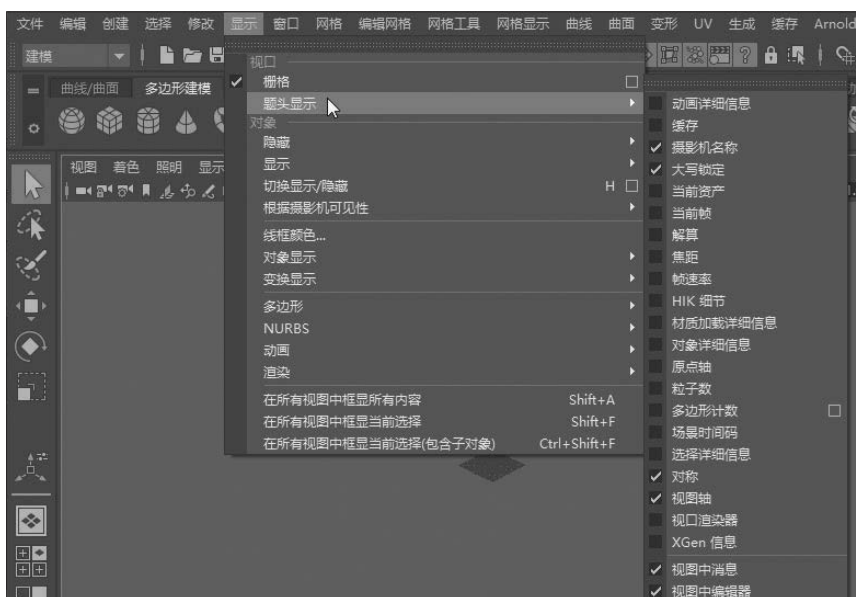 文件 编辑 创建 选择 修改 显示 窗口 网格 编辑网格 网格工具 网格显示 曲线 曲面 变形 UV 生成 缓存 Arnold
建模
曲线/曲面 多边形建模
视图 着色 照明 显示
视口
栅格
题头显示
对象
隐藏
显示
切换显示/隐藏 H
根据摄影机可见性
线框颜色...
对象显示
变换显示
多边形
NURBS
动画
渲染
在所有视图中框显所有内容 Shift+A
在所有视图中框显当前选择 Shift+F
在所有视图中框显当前选择(包含子对象) Ctrl+Shift+F
动画详细信息
缓存
摄影机名称
大写锁定
当前资产
当前帧
解算
焦距
帧速率
HIK 细节
材质加载详细信息
对象详细信息
原点轴
粒子数
多边形计数
场景时间码
选择详细信息
对称
视图轴
视口渲染器
XGen 信息
视图中消息
视图中编辑器